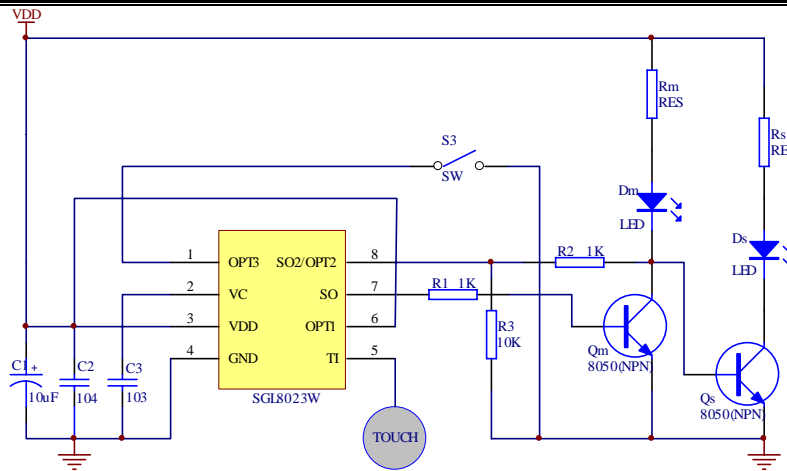 VDD
Rm
RES
Rs
S3
SW
Dm
LED
Ds
LED
1 OPT3 SO2/OPT2 8
2 VC SO 7
3 VDD OPT1 6
4 GND TI 5
SGL8023W
R2 1K
R1 1K
R3
10K
Qm
8050(NPN)
Qs
8050(NPN)
C1 +
10uF
C2
104
C3
103
TOUCH